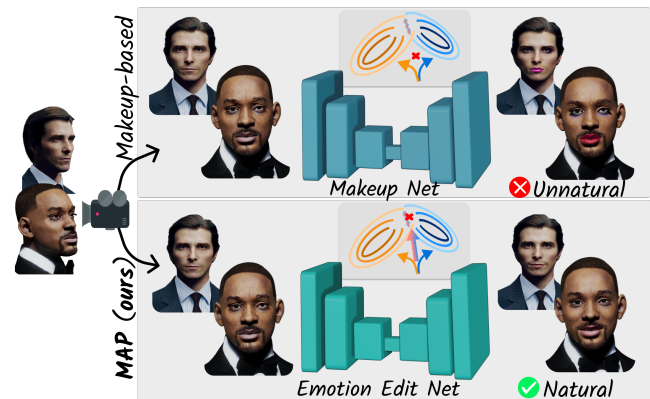 Makeup-based
Makeup Net
Unnatural
MAP (ours)
Emotion Edit Net
Natural